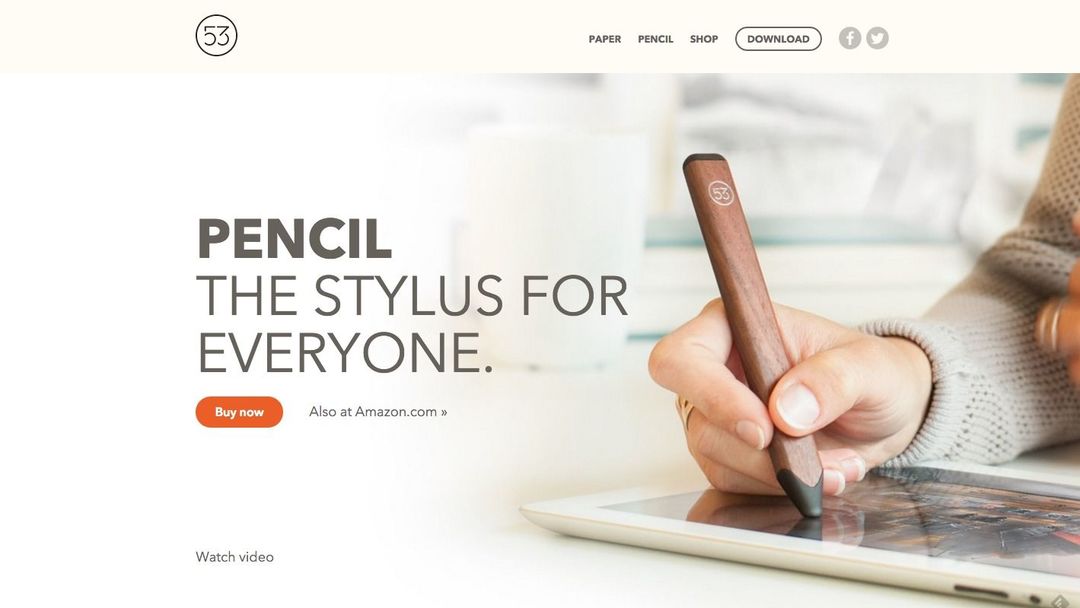 53
PAPER PENCIL SHOP DOWNLOAD
53
PENCIL
THE STYLUS FOR
EVERYONE.
Buy now Also at Amazon.com »
Watch video